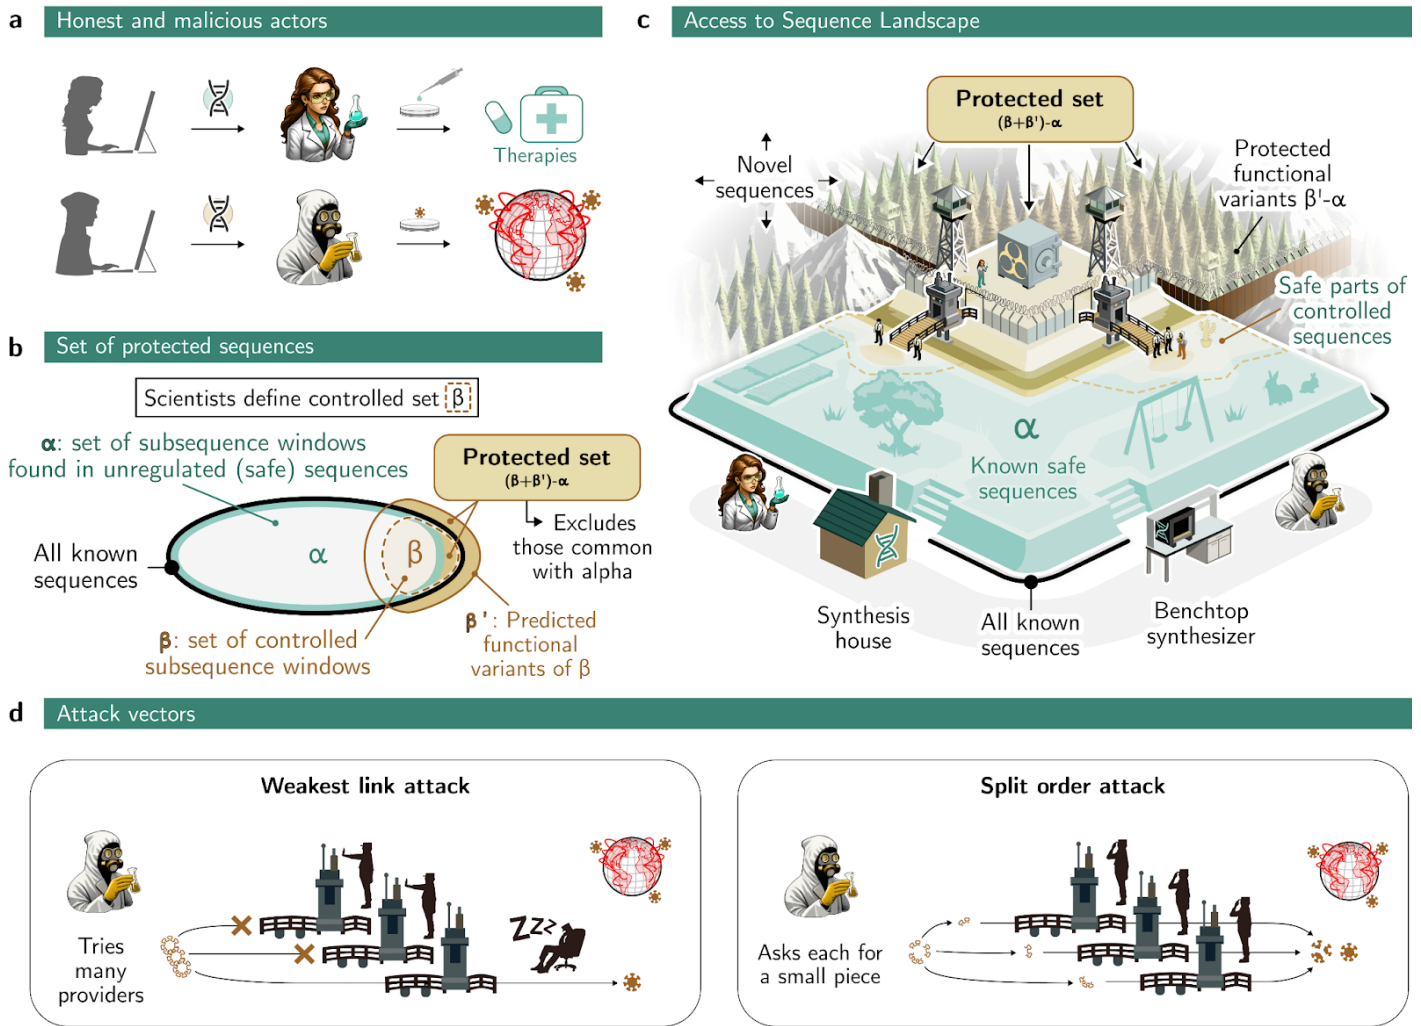 a Honest and malicious actors
Therapies
b Set of protected sequences
Scientists define controlled set β
α: set of subsequence windows
found in unregulated (safe) sequences
Protected set
(β+β')-α
Excludes
those common
with alpha
All known
sequences
α
β
β: set of controlled
subsequence windows
β': Predicted
functional
variants of β
c Access to Sequence Landscape
Protected set
(β+β')-α
Novel
sequences
Protected
functional
variants β'-α
Safe parts of
controlled
sequences
α
Known safe
sequences
Synthesis
house
All known
sequences
Benchtop
synthesizer
d Attack vectors
Weakest link attack
Tries
many
providers
Zzzz
Split order attack
Asks each for
a small piece